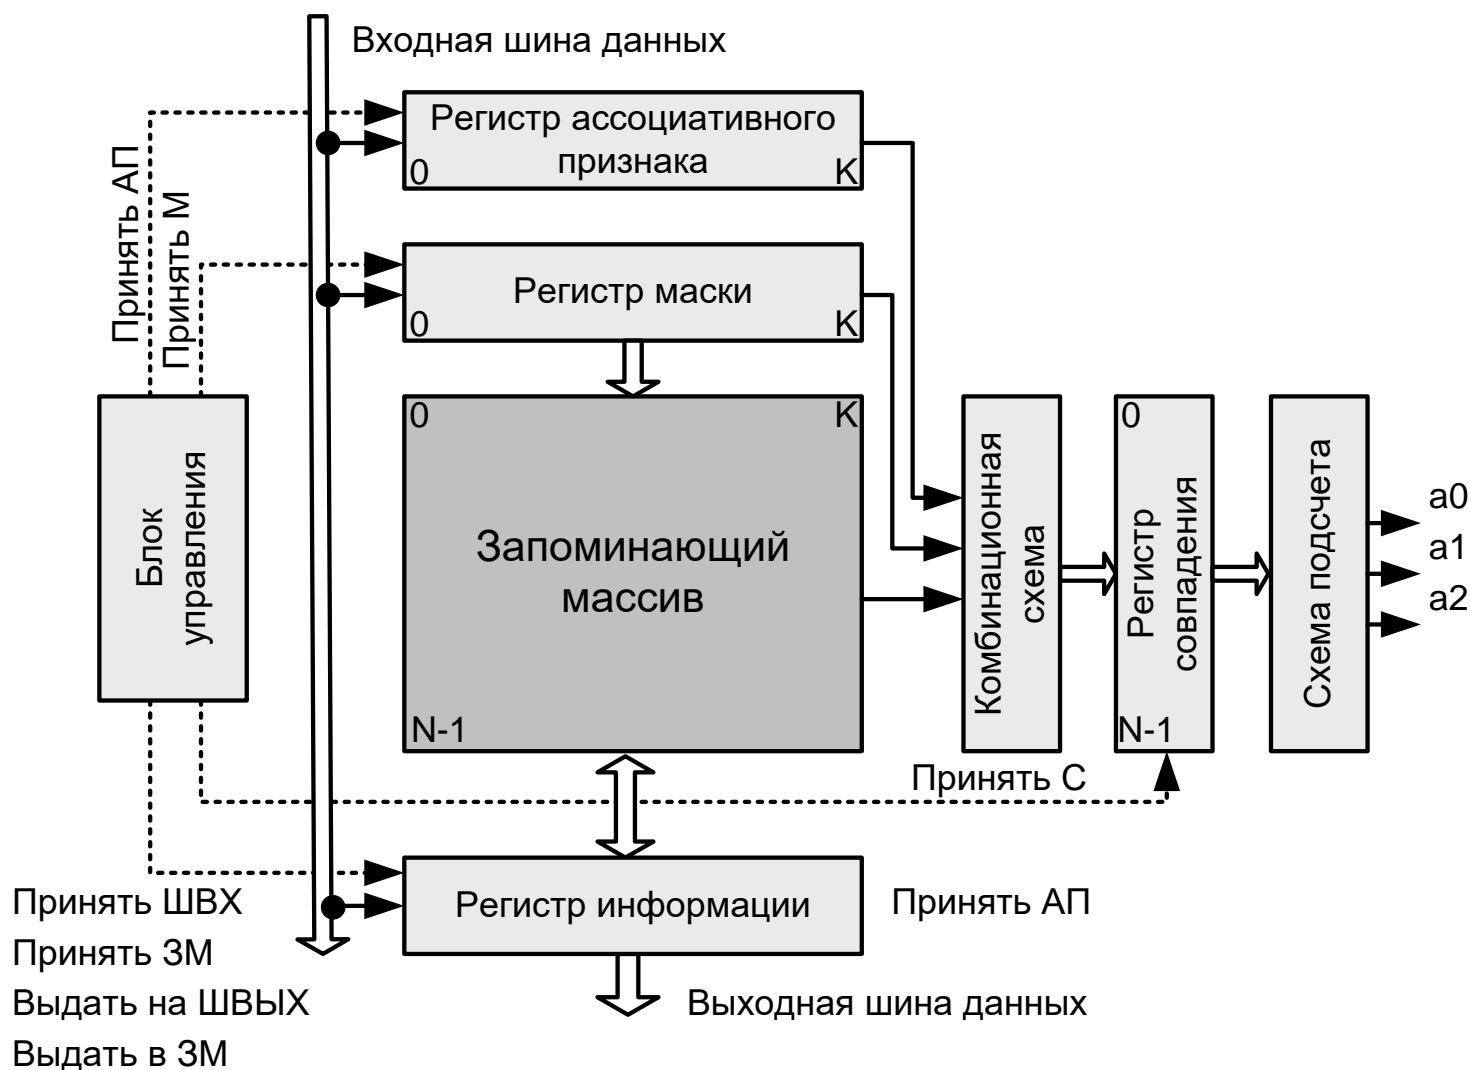 Входная шина данных
Регистр ассоциативного
признака
0
K
Принять АП
Принять М
Регистр маски
0
K
Блок
управления
0
K
Запоминающий
массив
N-1
Комбинационная
схема
0
Регистр
совпадения
N-1
Схема подсчета
a0
a1
a2
Принять С
Принять ШВХ
Принять ЗМ
Выдать на ШВЫХ
Выдать в ЗМ
Регистр информации
Принять АП
Выходная шина данных